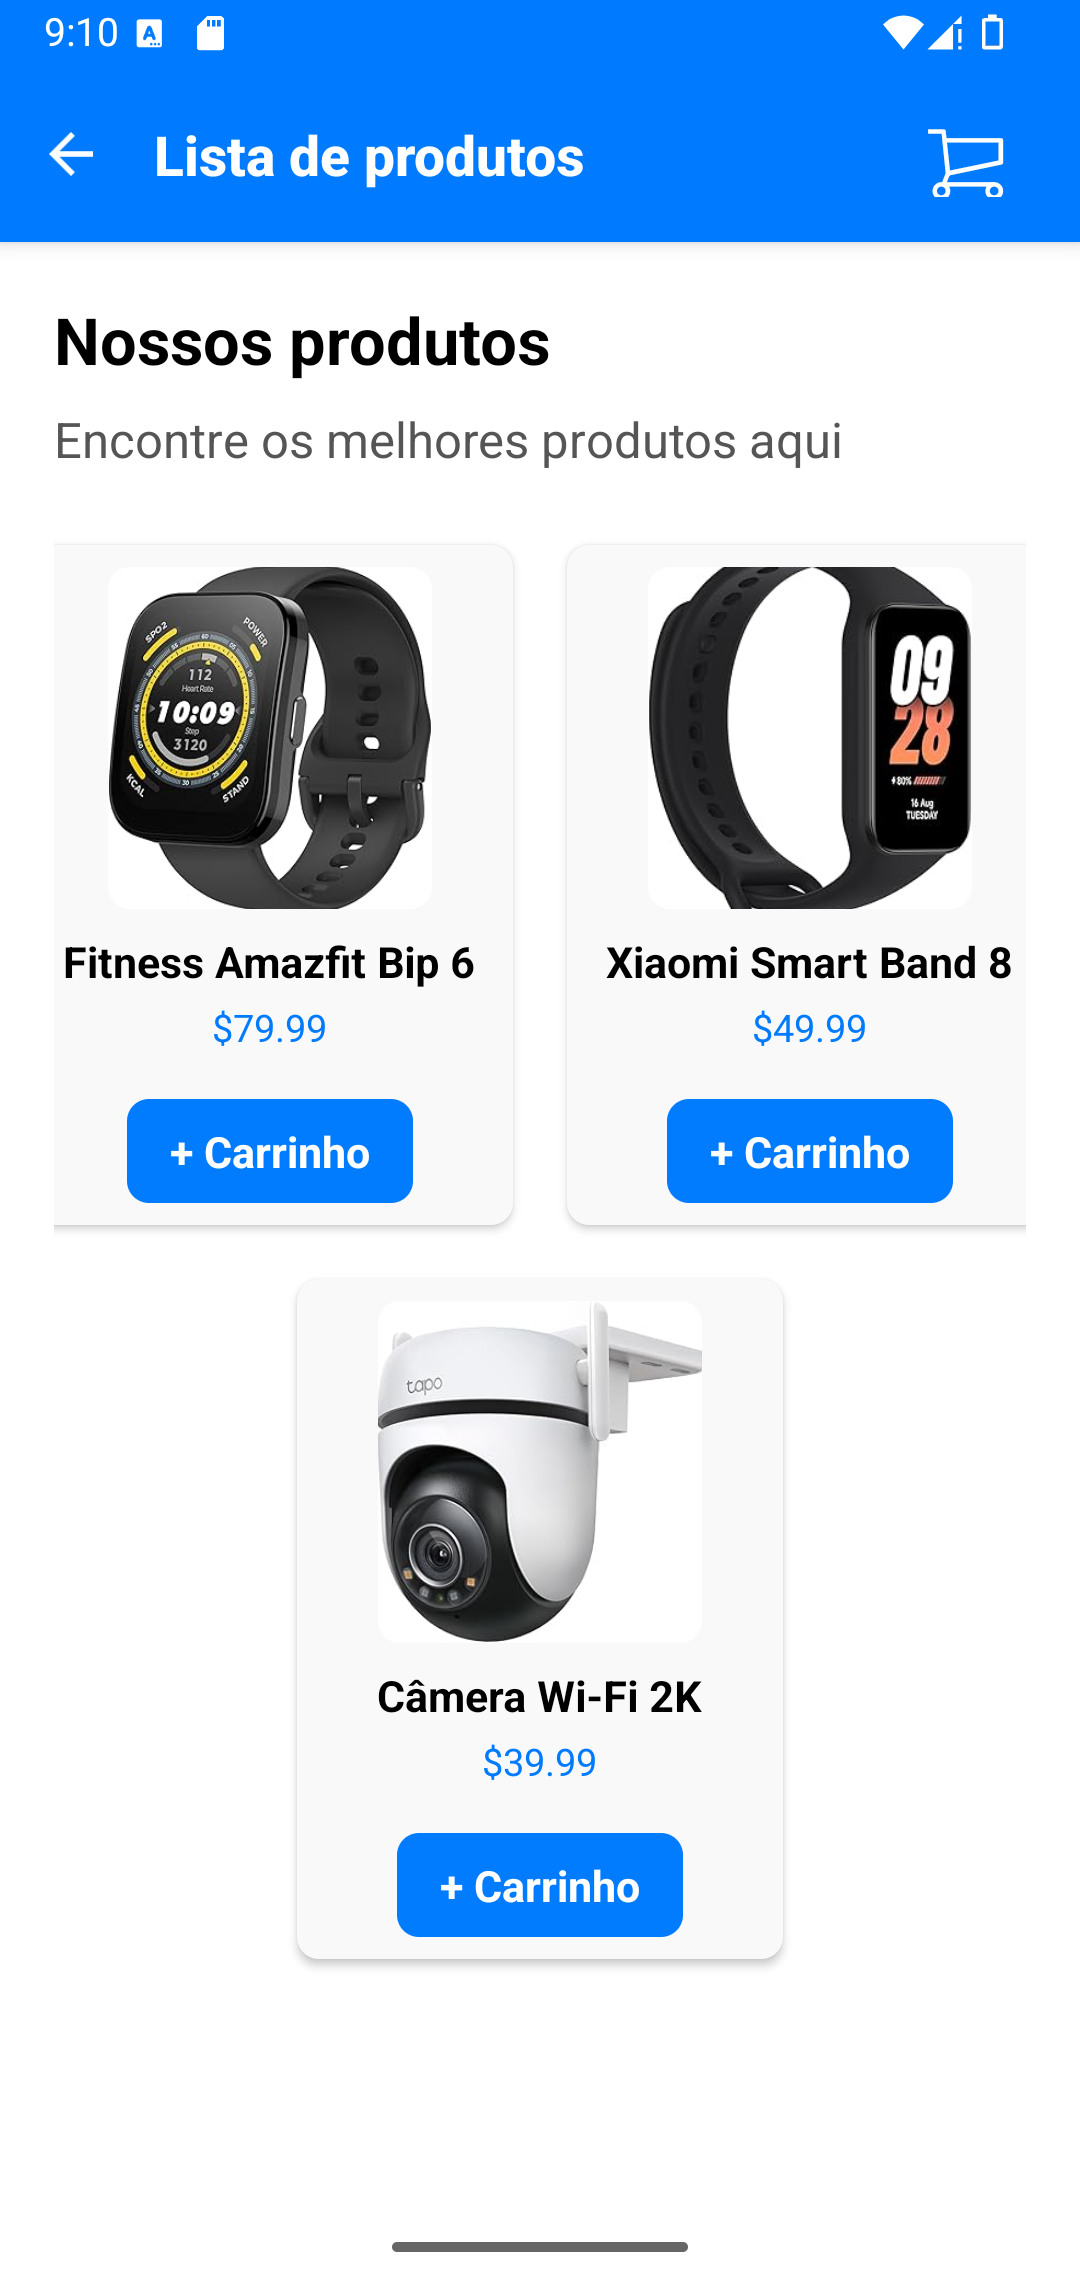 9:10
Lista de produtos
Nossos produtos
Encontre os melhores produtos aqui
SPO2
POWER
112
Heart Rate
10:09
Step
3120
KCAL
STAND
Fitness Amazfit Bip 6
$79.99
+ Carrinho
09
28
80%
16 Aug
TUESDAY
Xiaomi Smart Band 8
$49.99
+ Carrinho
tapo
Câmera Wi-Fi 2K
$39.99
+ Carrinho